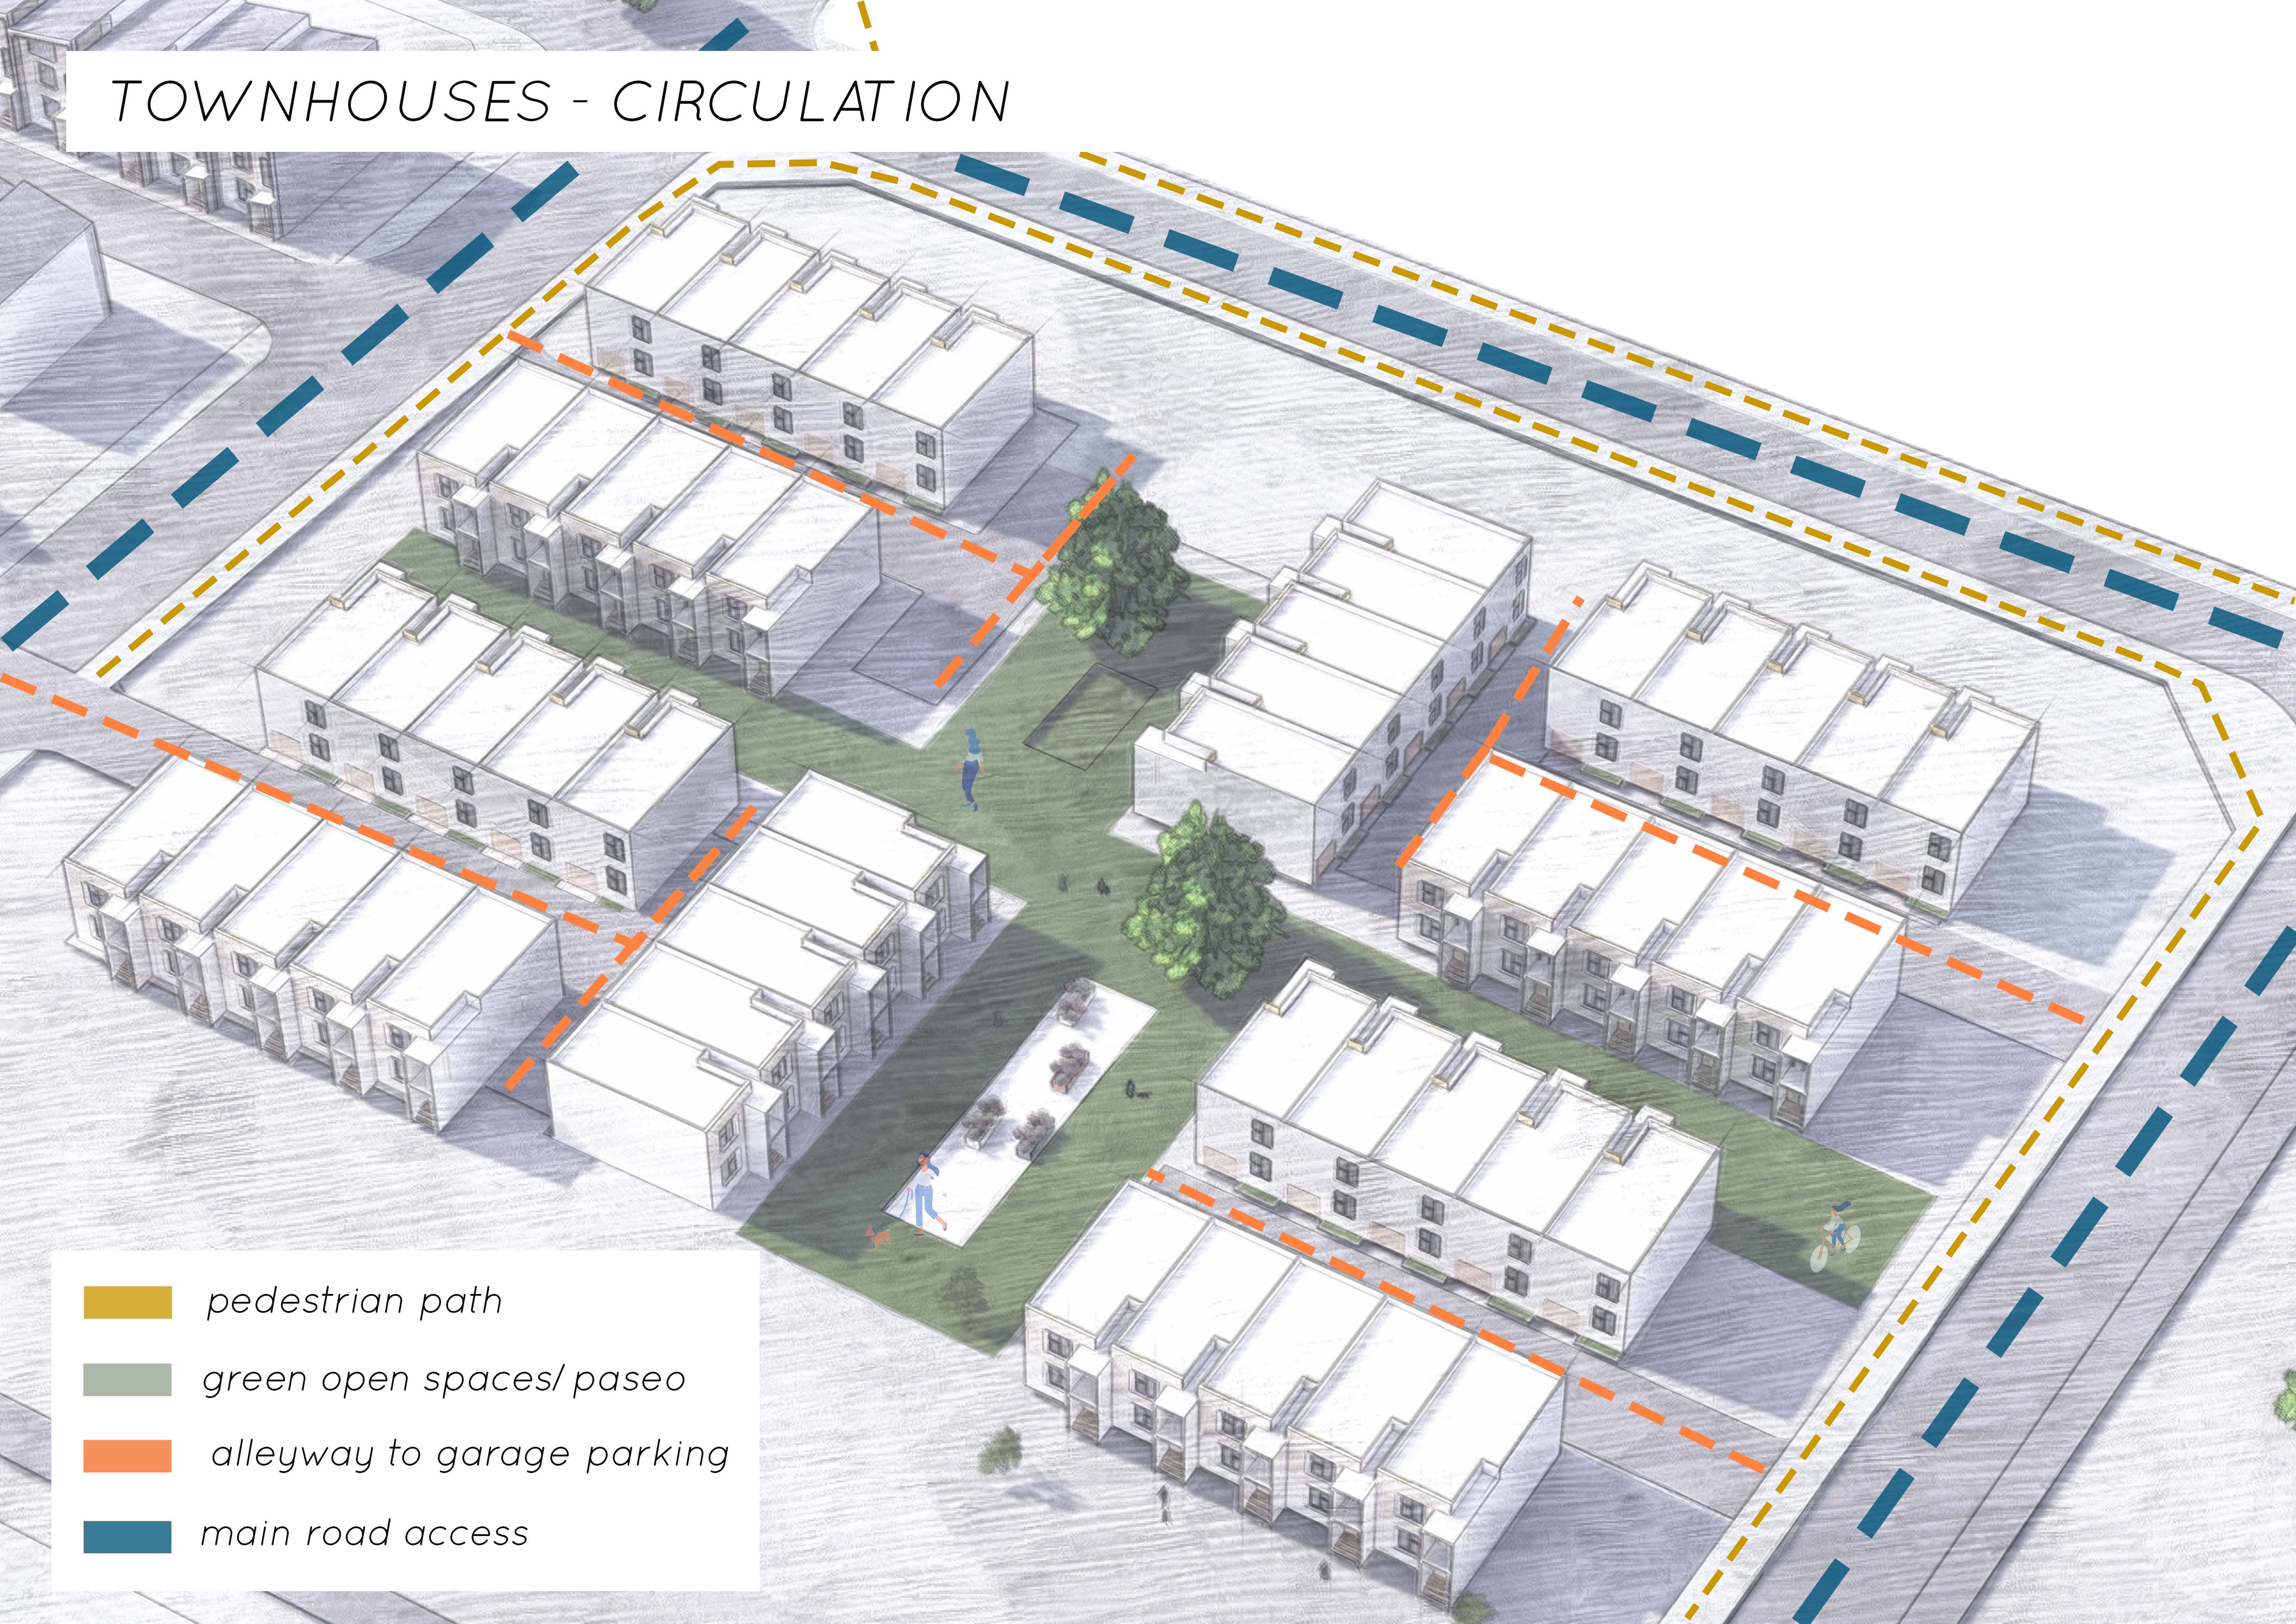 TOWNHOUSES - CIRCULATION
pedestrian path
green open spaces/ paseo
alleyway to garage parking
main road access